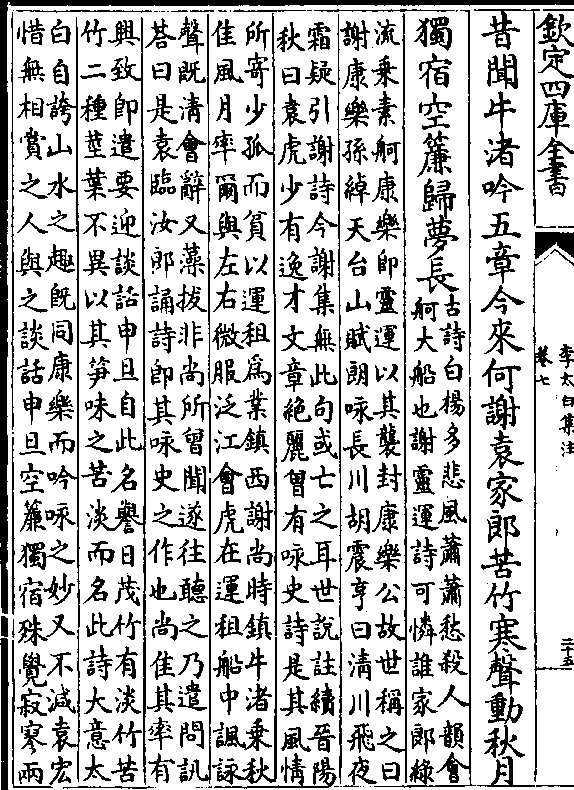 欽定四庫全書
李太白集注
卷七
二十五
昔聞牛渚吟五章今來何謝袁家郎苦竹寒聲動秋月
獨宿空簾歸夢長
古詩白楊多悲風蕭蕭愁殺人韻會
舸大船也謝靈運詩可憐誰家郎綠
流乗素舸康樂即靈運以其襲封康樂公故世稱之曰
謝康樂孫綽天台山賦朗咏長川胡震亨曰清川飛夜
霜疑引謝詩今謝集無此句或亡之耳世說註續晉陽
秋曰袁虎少有逸才文章絶麗曽有咏史詩是其風情
所寄少孤而貧以運租爲業鎮西謝尚時鎮牛渚乗秋
佳風月率爾與左右微服泛江會虎在運租船中諷詠
聲既清會辭又藻拔非尚所曾聞遂往聽之乃遣問訊
荅曰是袁臨汝郎誦詩即其咏史之作也尚佳其率有
興致即遣要迎談話申旦自此名譽日茂竹有淡竹苦
竹二種莖葉不異以其笋味之苦淡而名此詩大意太
白自誇山水之趣既同康樂而吟咏之妙又不減袁宏
惜無相賞之人與之談話申旦空簾獨宿殊覺寂寥兩